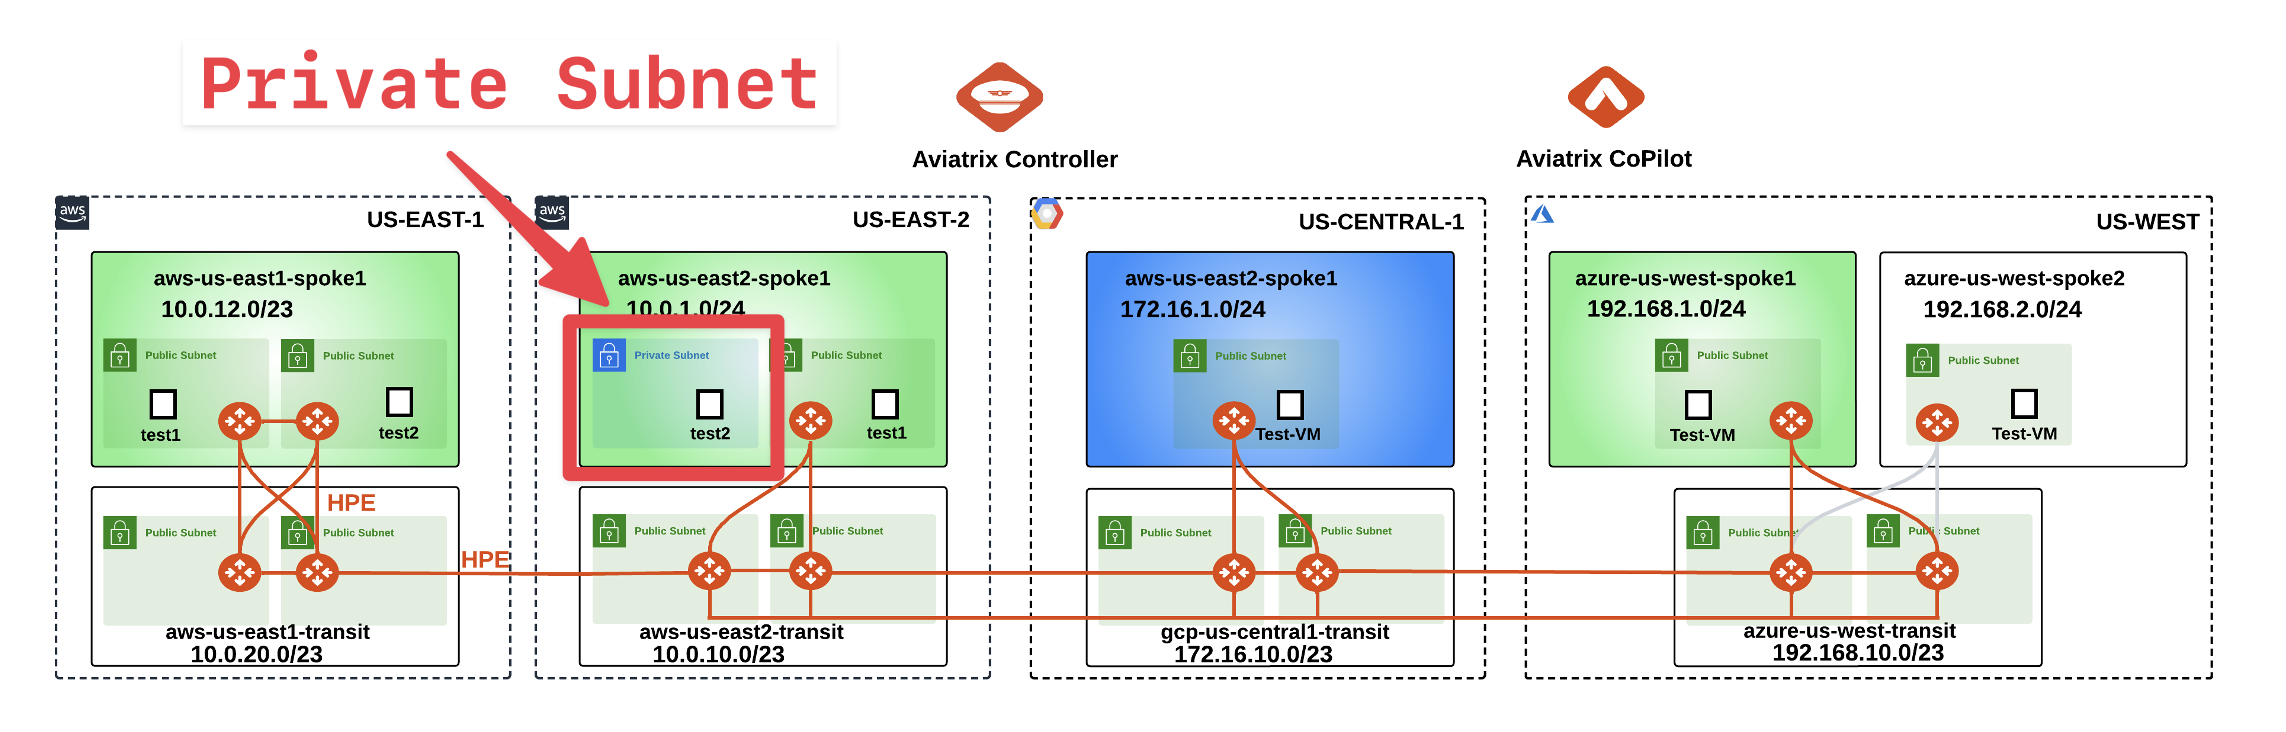 Private Subnet
Aviatrix Controller
Aviatrix CoPilot
aws
US-EAST-1
aws-us-east1-spoke1
10.0.12.0/23
Public Subnet
Public Subnet
test1
test2
HPE
Public Subnet
Public Subnet
HPE
aws-us-east1-transit
10.0.20.0/23
aws
US-EAST-2
aws-us-east2-spoke1
10.0.1.0/24
Private Subnet
Public Subnet
test2
test1
Public Subnet
Public Subnet
aws-us-east2-transit
10.0.10.0/23
US-CENTRAL-1
aws-us-east2-spoke1
172.16.1.0/24
Public Subnet
Test-VM
Public Subnet
Public Subnet
gcp-us-central1-transit
172.16.10.0/23
US-WEST
azure-us-west-spoke1
192.168.1.0/24
Public Subnet
Test-VM
azure-us-west-spoke2
192.168.2.0/24
Public Subnet
Test-VM
Public Subnet
Public Subnet
azure-us-west-transit
192.168.10.0/23